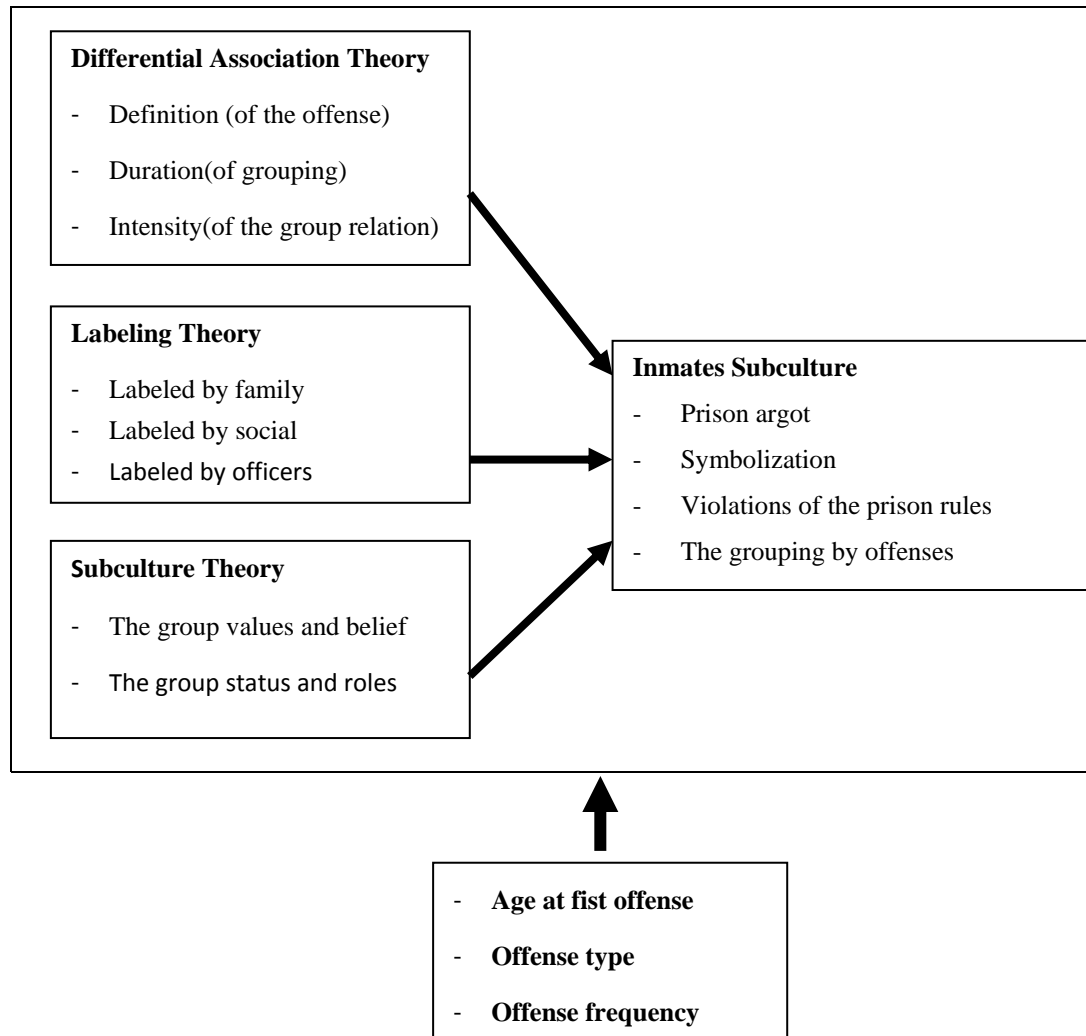 Differential Association Theory
- Definition (of the offense)
- Duration(of grouping)
- Intensity(of the group relation)
Labeling Theory
- Labeled by family
- Labeled by social
- Labeled by officers
Subculture Theory
- The group values and belief
- The group status and roles
Inmates Subculture
- Prison argot
- Symbolization
- Violations of the prison rules
- The grouping by offenses
- Age at fist offense
- Offense type
- Offense frequency